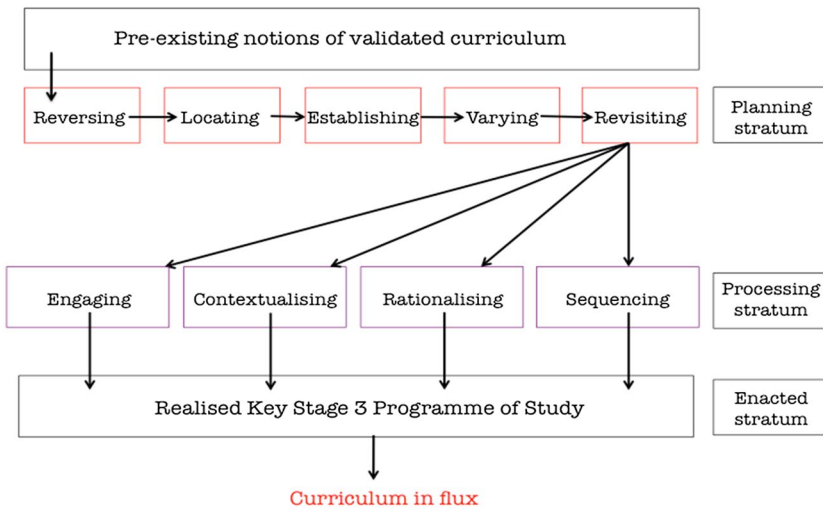 Pre-existing notions of validated curriculum
Reversing
Locating
Establishing
Varying
Revisiting
Planning
stratum
Engaging
Contextualising
Rationalising
Sequencing
Processing
stratum
Realised Key Stage 3 Programme of Study
Enacted
stratum
Curriculum in flux